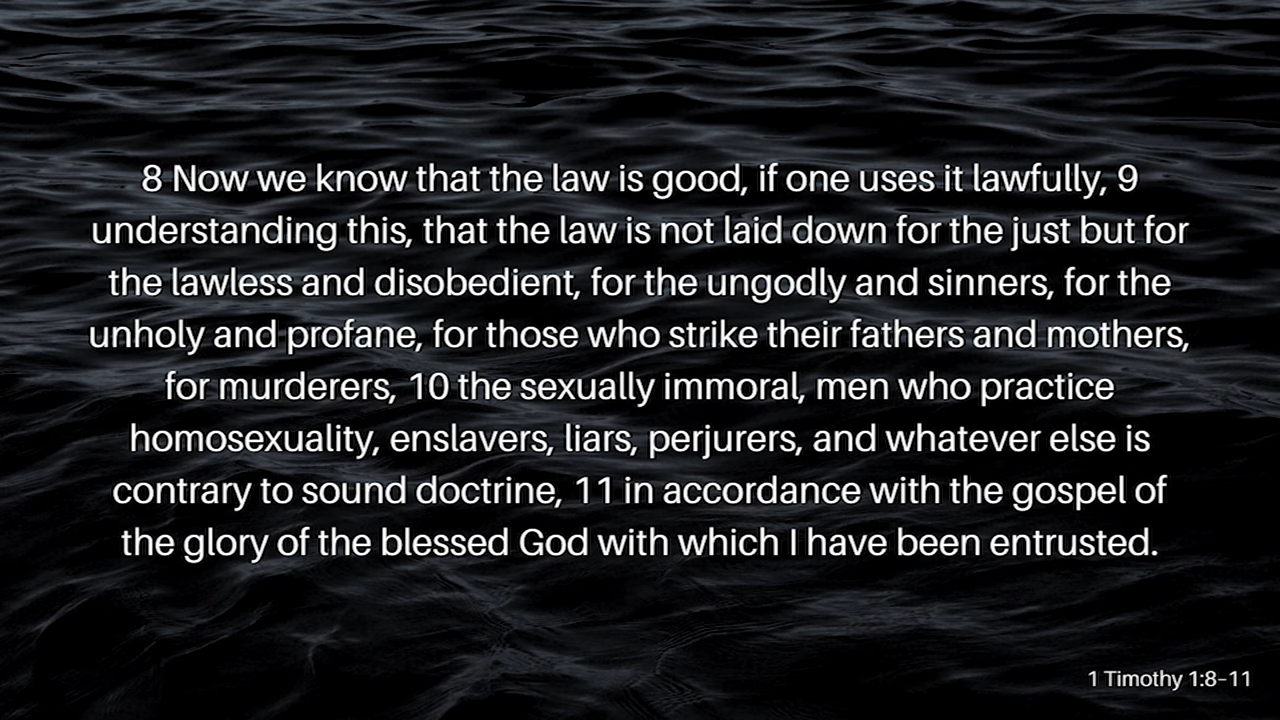 8 Now we know that the law is good, if one uses it lawfully, 9
understanding this, that the law is not laid down for the just but for
the lawless and disobedient, for the ungodly and sinners, for the
unholy and profane, for those who strike their fathers and mothers,
for murderers, 10 the sexually immoral, men who practice
homosexuality, enslavers, liars, perjurers, and whatever else is
contrary to sound doctrine, 11 in accordance with the gospel of
the glory of the blessed God with which I have been entrusted.
1 Timothy 1:8–11